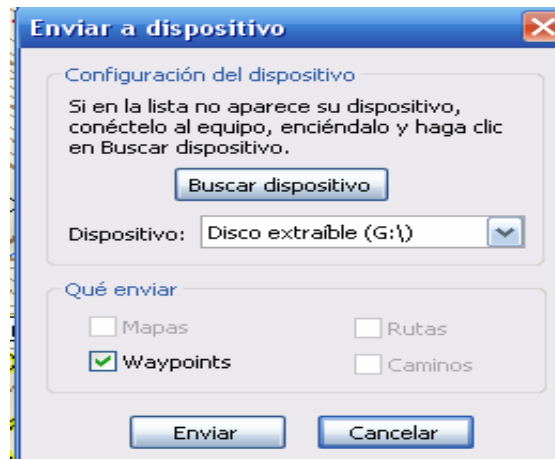 Enviar a dispositivo
Configuración del dispositivo
Si en la lista no aparece su dispositivo,
conéctelo al equipo, enciéndalo y haga clic
en Buscar dispositivo.
Buscar dispositivo
Dispositivo: Disco extraíble (G:\)
Qué enviar
Mapas Rutas
Waypoints Caminos
Enviar Cancelar